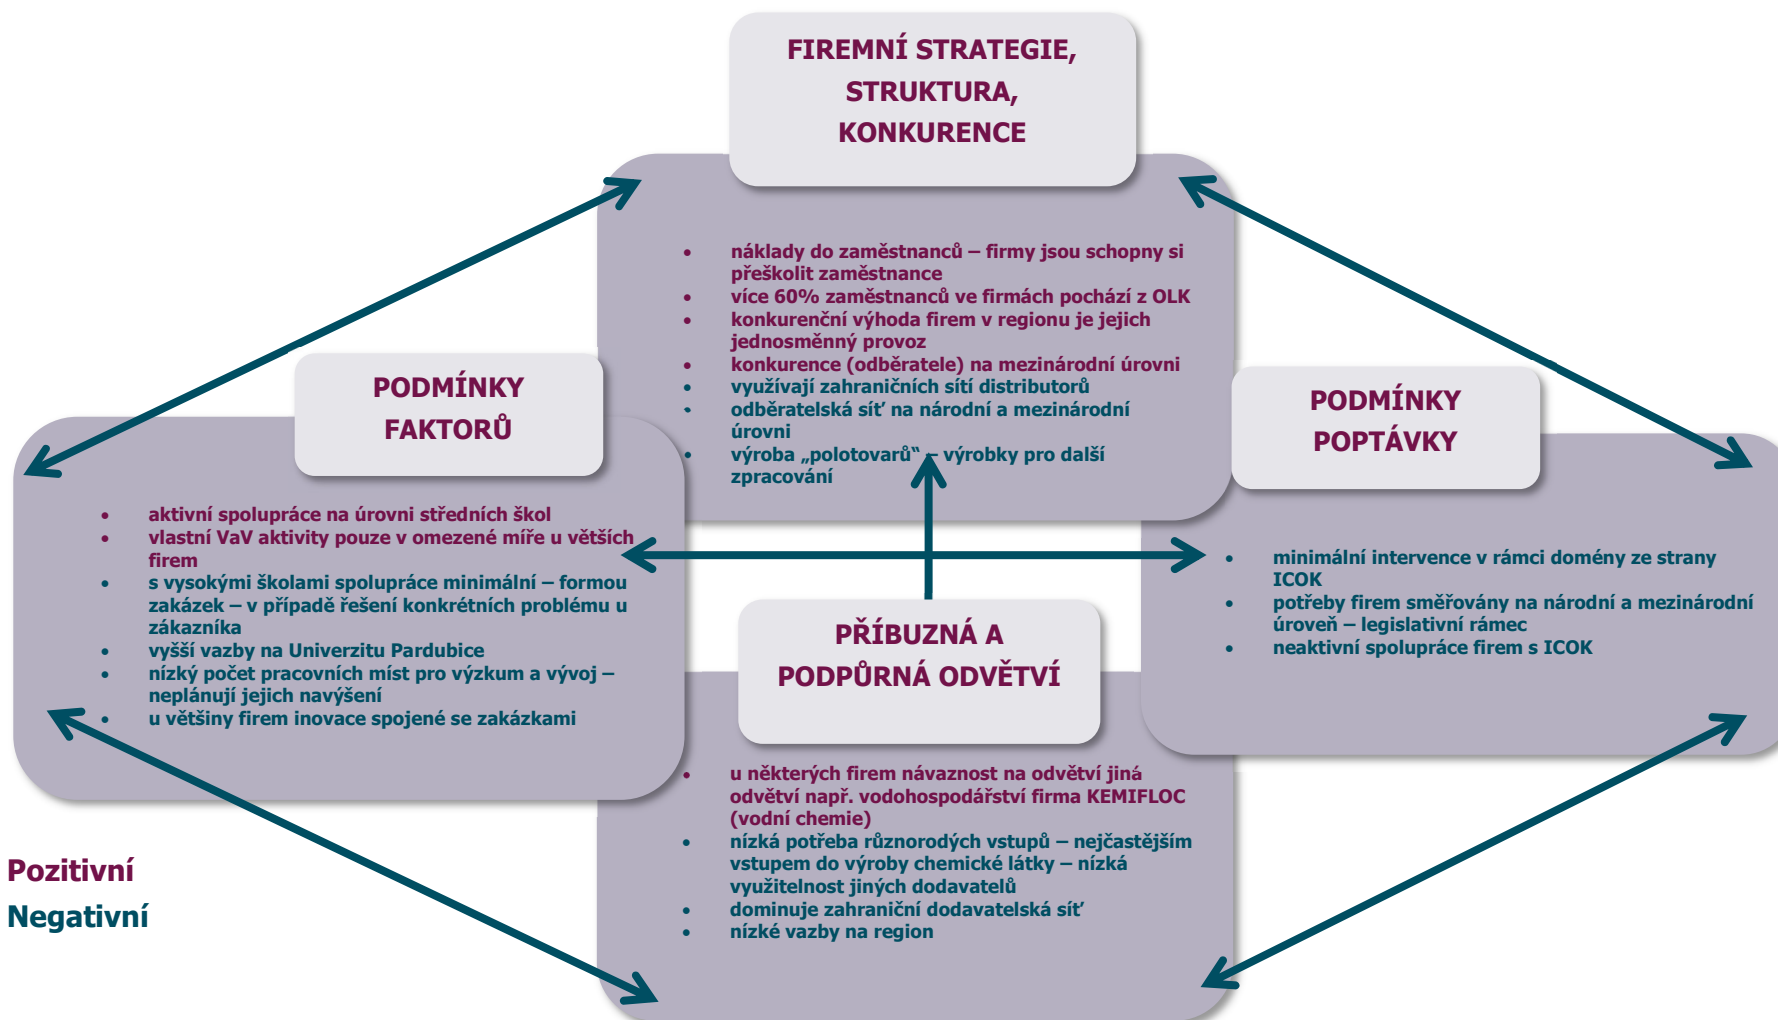 FIREMNÍ STRATEGIE,
STRUKTURA,
KONKURENCE
náklady do zaměstnanců – firmy jsou schopny si
přeškolit zaměstnance
více 60% zaměstnanců ve firmách pochází z OLK
konkurenční výhoda firem v regionu je jejich
jednosměnný provoz
konkurence (odběratele) na mezinárodní úrovni
využívají zahraničních sítí distributorů
odběratelská síť na národní a mezinárodní
úrovni
výroba „polotovarů“ – výrobky pro další
zpracování
PODMÍNKY
FAKTORŮ
aktivní spolupráce na úrovni středních škol
vlastní VaV aktivity pouze v omezené míře u větších
firem
s vysokými školami spolupráce minimální – formou
zakázek – v případě řešení konkrétních problému u
zákazníka
vyšší vazby na Univerzitu Pardubice
nízký počet pracovních míst pro výzkum a vývoj –
neplánují jejich navýšení
u většiny firem inovace spojené se zakázkami
PODMÍNKY
POPTÁVKY
minimální intervence v rámci domény ze strany
ICOK
potřeby firem směřovány na národní a mezinárodní
úroveň – legislativní rámec
neaktivní spolupráce firem s ICOK
PŘÍBUZNÁ A
PODPŮRNÁ ODVĚTVÍ
u některých firem návaznost na odvětví jiná
odvětví např. vodohospodářství firma KEMIFLOC
(vodní chemie)
nízká potřeba různorodých vstupů – nejčastějším
vstupem do výroby chemické látky – nízká
využitelnost jiných dodavatelů
dominuje zahraniční dodavatelská síť
nízké vazby na region
Pozitivní
Negativní